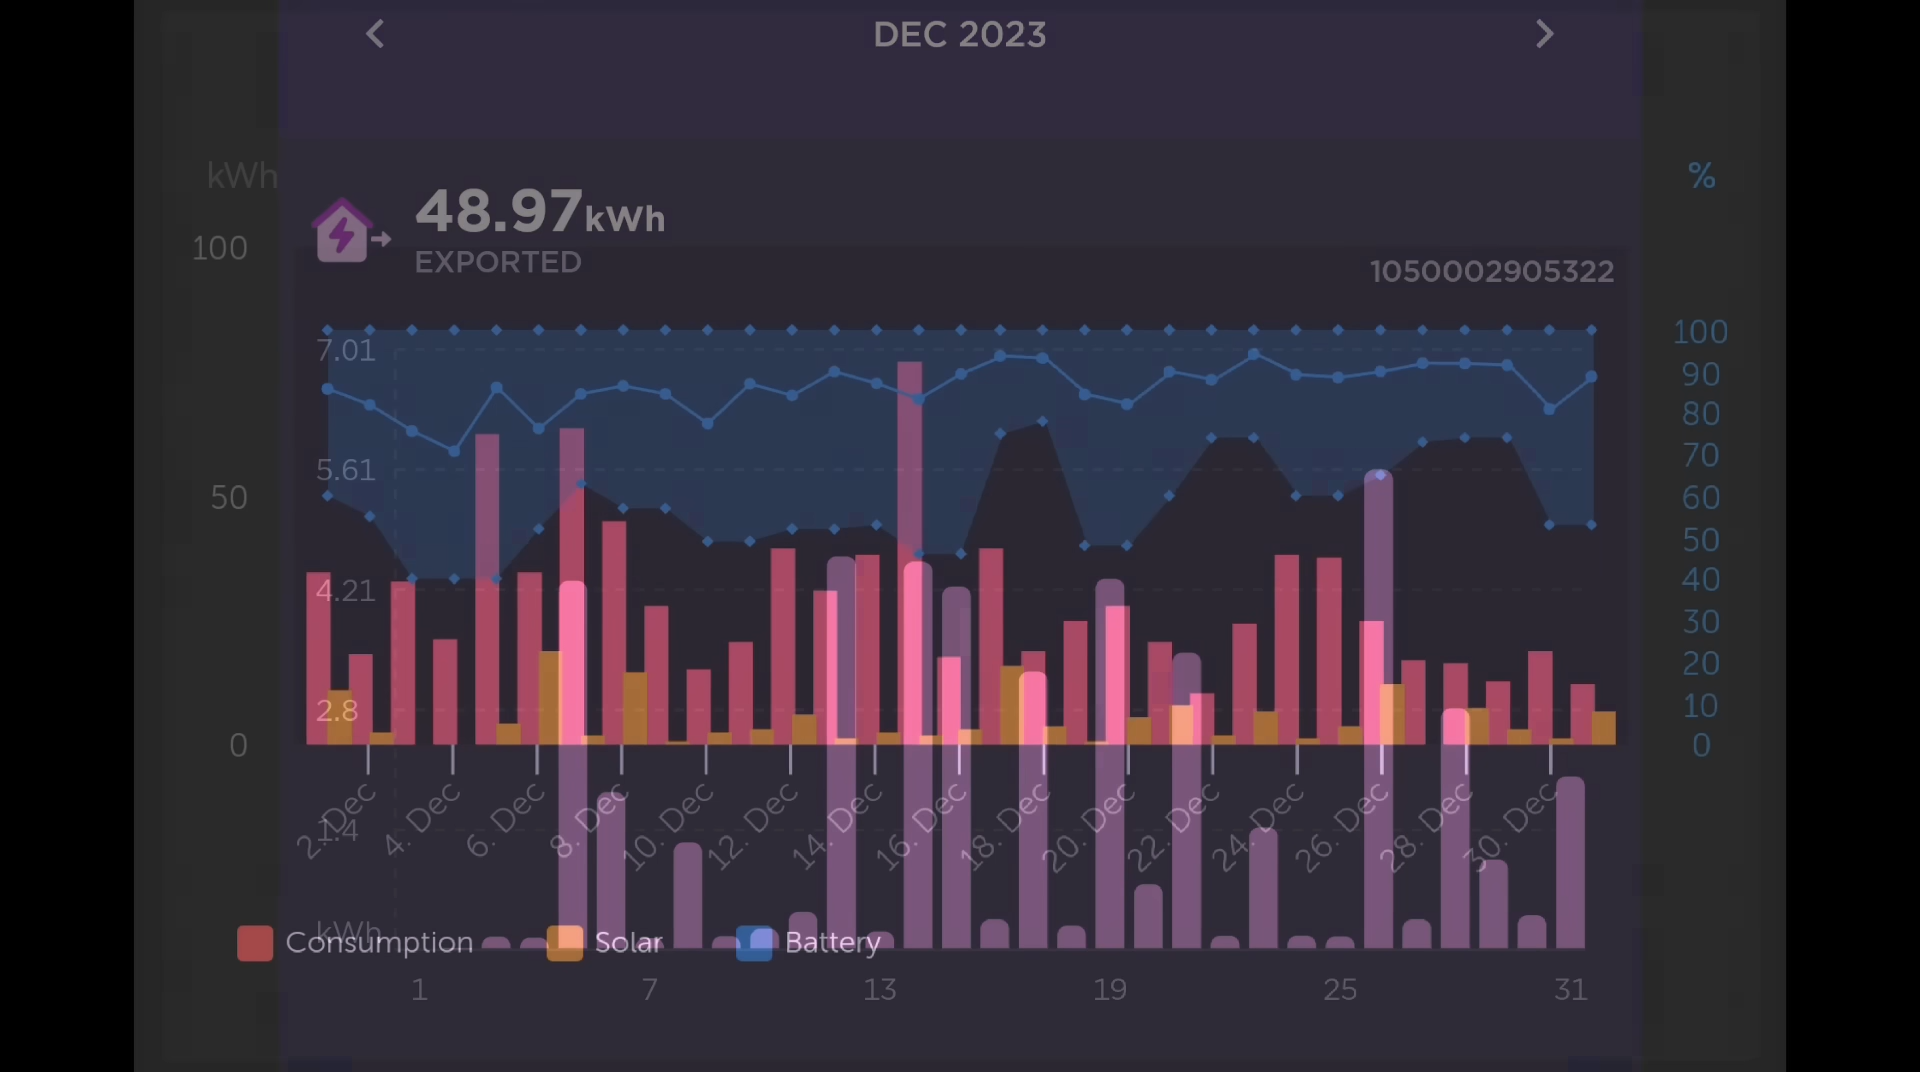 DEC 2023
kWh
%
48.97kWh
EXPORTED
100
1050002905322
7.01
5.61
4.21
2.8
1.4
kWh
50
0
100
90
80
70
60
50
40
30
20
10
0
2. Dec
4. Dec
6. Dec
8. Dec
10. Dec
12. Dec
14. Dec
16. Dec
18. Dec
20. Dec
22. Dec
24. Dec
26. Dec
28. Dec
30. Dec
Consumption
Solar
Battery
1
7
13
19
25
31